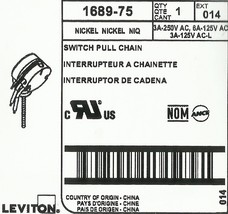 1689-75
QTY
QTE
CANT
1
EXT
014
NICKEL NICKEL NIQ
3A-250V AC, 6A-125V AC
3A-125V AC-L
SWITCH PULL CHAIN
INTERRUPTEUR A CHAINETTE
INTERRUPTOR DE CADENA
C UR US
NOM ANCE
014
COUNTRY OF ORIGIN - CHINA
PAYS D'ORIGINE - CHINE
PAIS DE ORIGEN - CHINA
LEVITON.